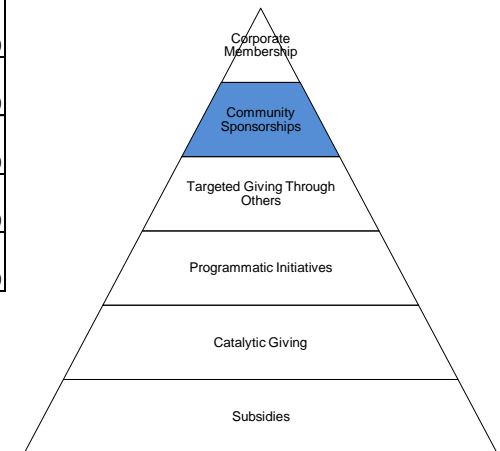 Corporate
Membership
Community
Sponsorships
Targeted Giving Through
Others
Programmatic Initiatives
Catalytic Giving
Subsidies